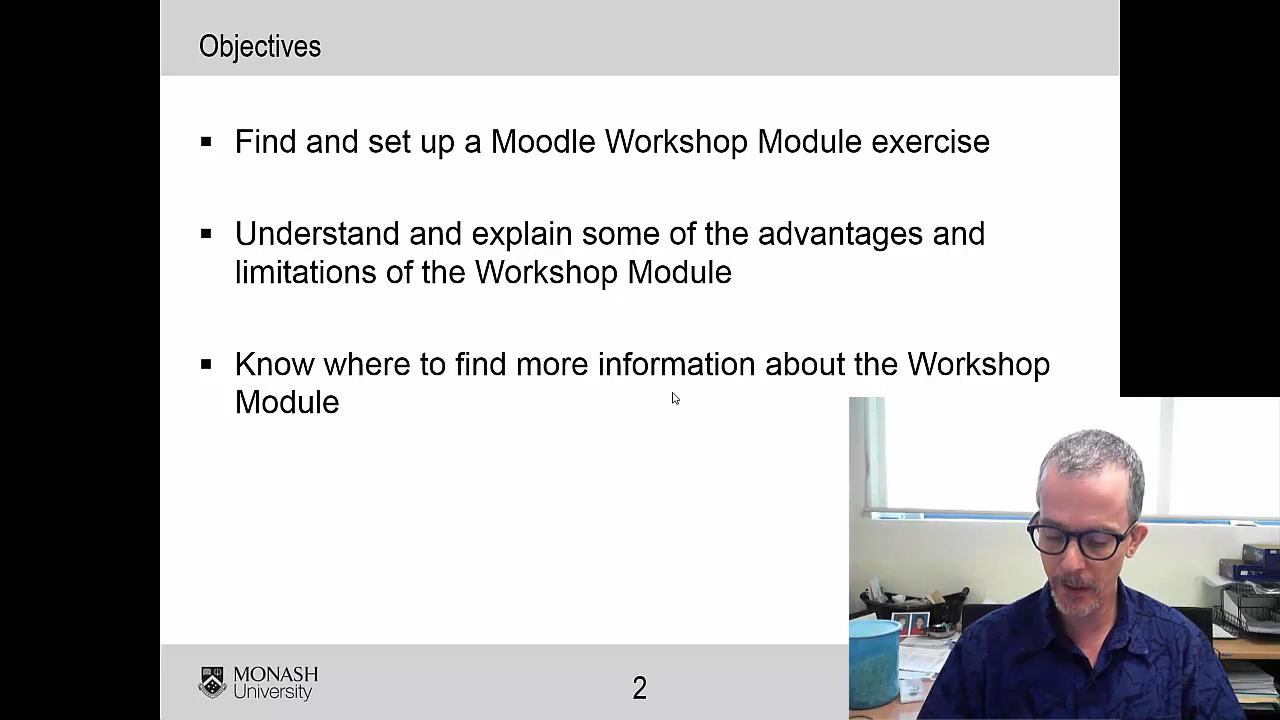 Objectives
▪ Find and set up a Moodle Workshop Module exercise
▪ Understand and explain some of the advantages and
limitations of the Workshop Module
▪ Know where to find more information about the Workshop
Module
MONASH
University
2